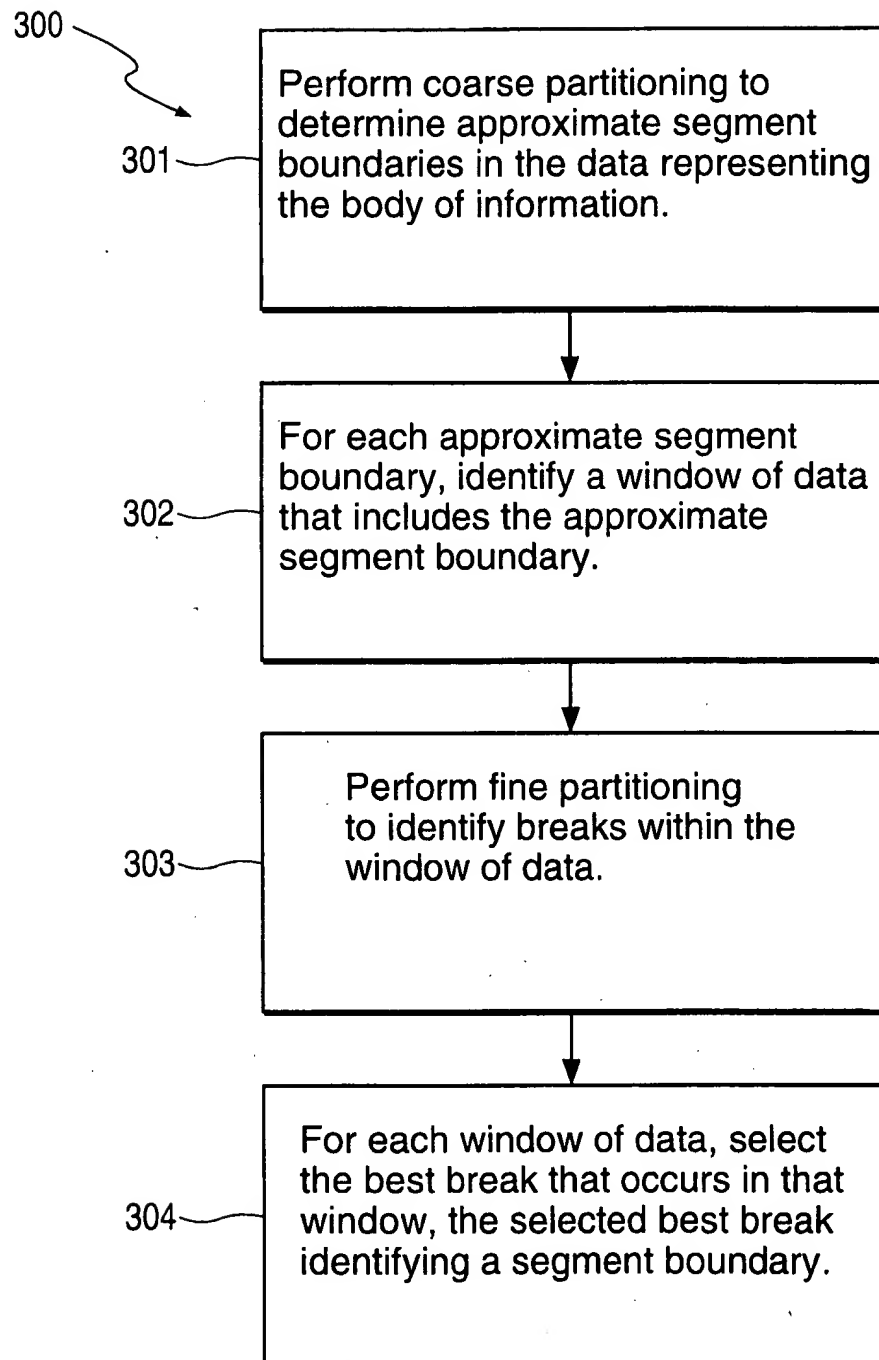 300
301
Perform coarse partitioning to
determine approximate segment
boundaries in the data representing
the body of information.
302
For each approximate segment
boundary, identify a window of data
that includes the approximate
segment boundary.
303
Perform fine partitioning
to identify breaks within the
window of data.
304
For each window of data, select
the best break that occurs in that
window, the selected best break
identifying a segment boundary.